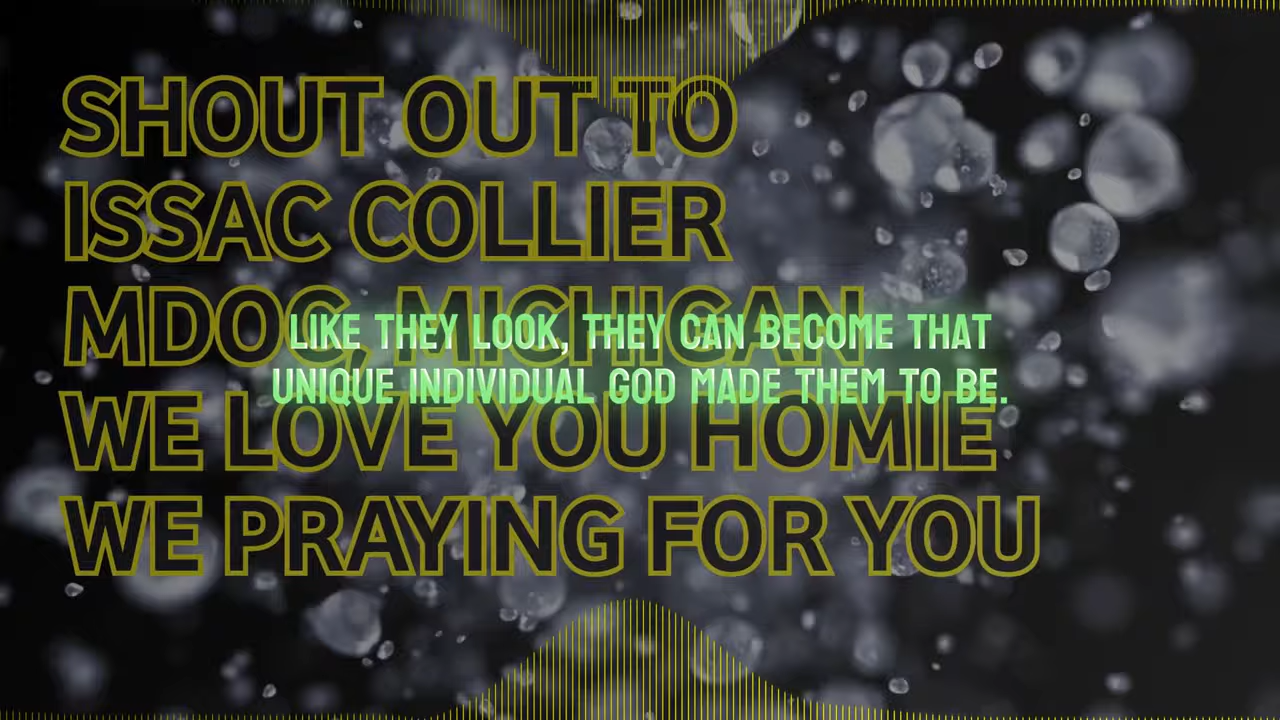 SHOUT OUT TO
ISSAC COLLIER
MDOC, MICHIGAN
LIKE THEY LOOK, THEY CAN BECOME THAT
UNIQUE INDIVIDUAL GOD MADE THEM TO BE.
WE LOVE YOU HOMIE
WE PRAYING FOR YOU